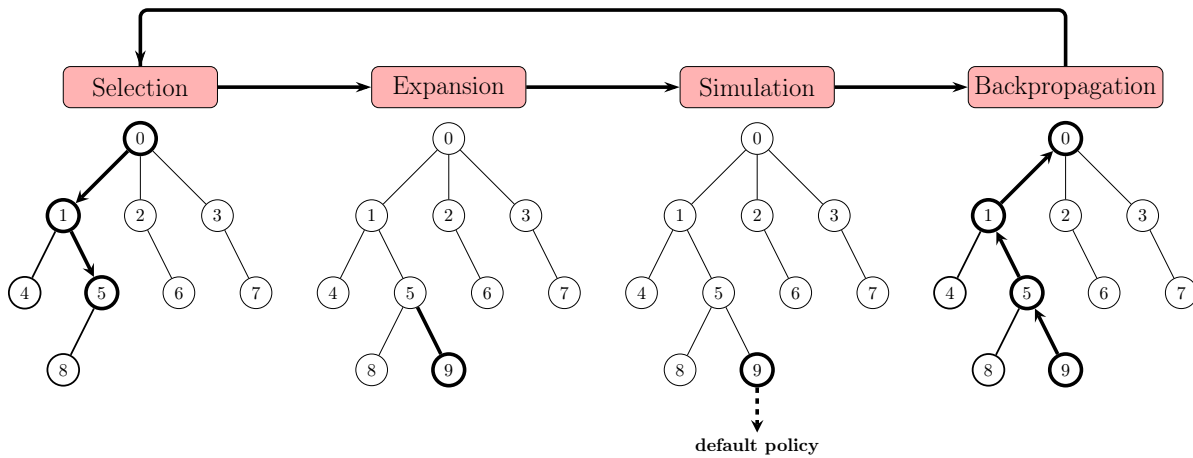 Selection Expansion Simulation Backpropagation
0 0 0 0
1 2 3 1 2 3 1 2 3 1 2 3
4 5 6 7 4 5 6 7 4 5 6 7 4 5 6 7
8 8 9 8 9 8 9
default policy